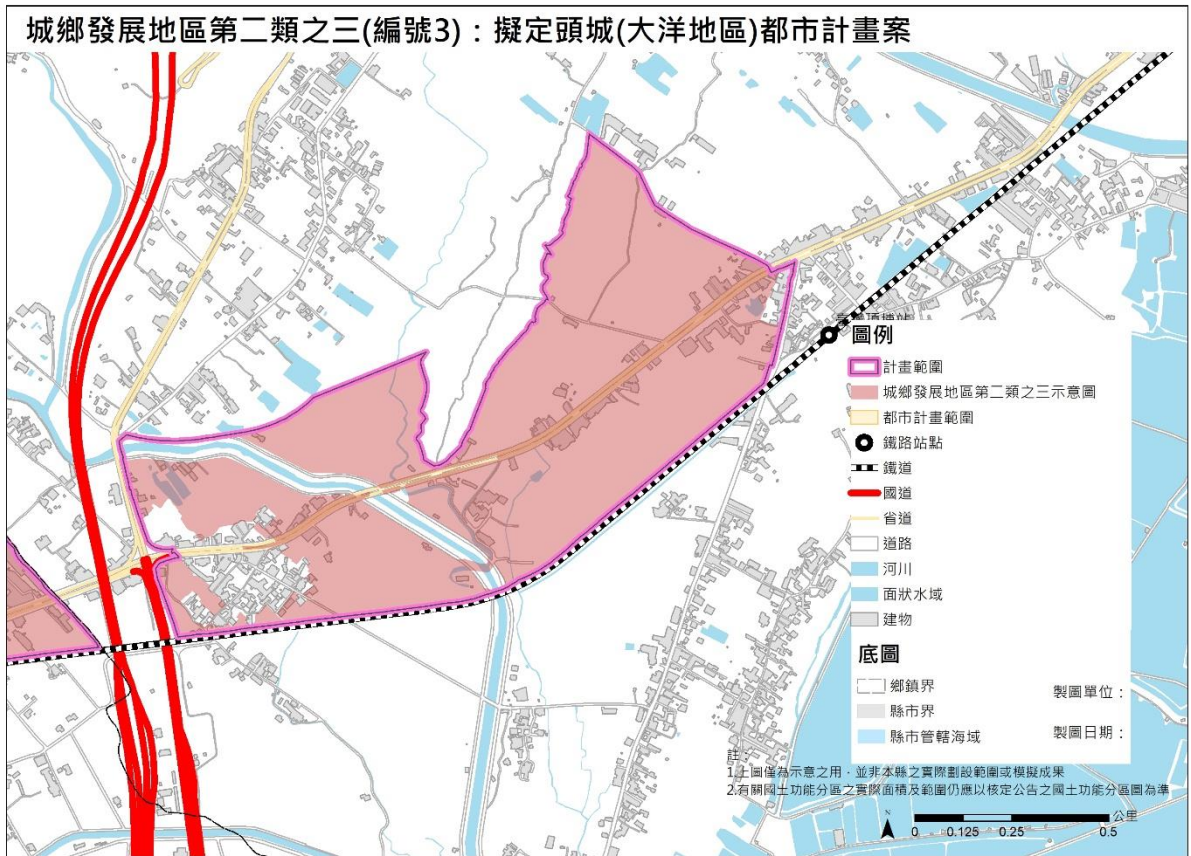 城鄉發展地區第二類之三(編號3)：擬定頭城(大洋地區)都市計畫案
圖例
計畫範圍
城鄉發展地區第二類之三示意圖
都市計畫範圍
鐵路站點
鐵道
國道
省道
道路
河川
面狀水域
建物
底圖
鄉鎮界
縣市界
縣市管轄海域
製圖單位：
製圖日期：
註：
1.上圖僅為示意之用，並非本縣之實際劃設範圍或模擬成果
2.有關國土功能分區之實際面積及範圍仍應以核定公告之國土功能分區圖為準
N
公里
0 0.125 0.25 0.5